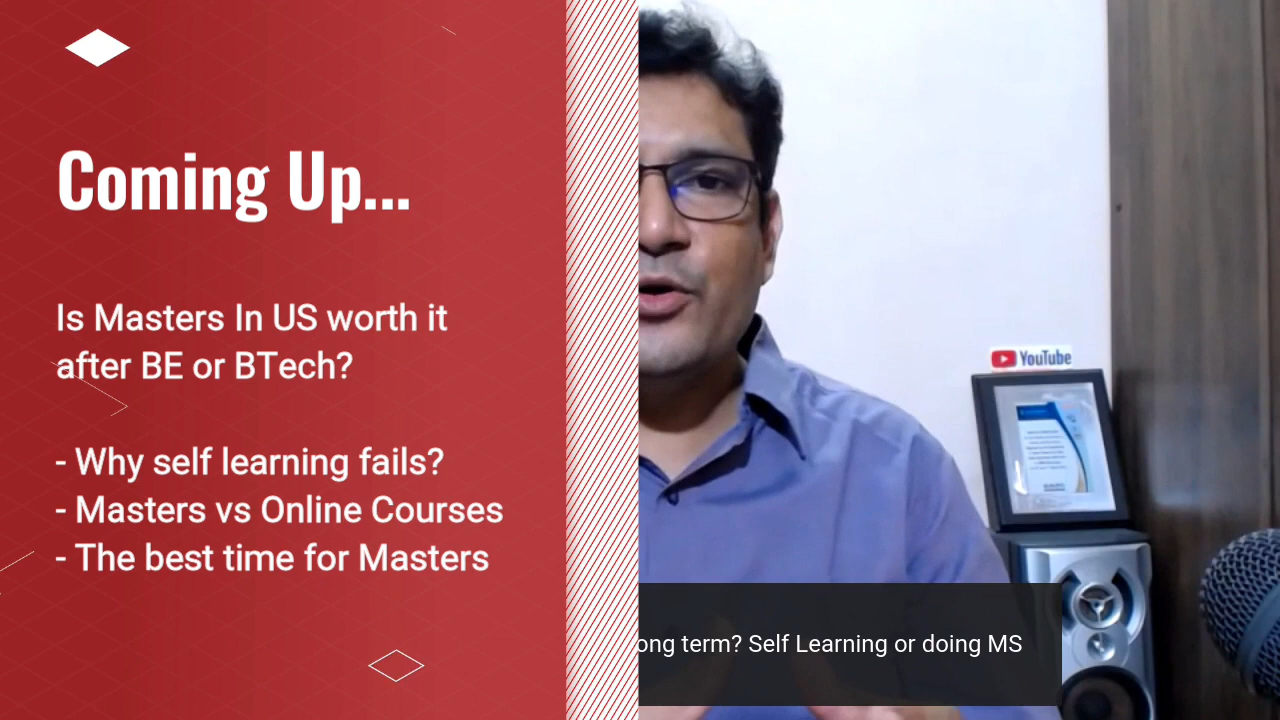 Coming Up...
Is Masters In US worth it
after BE or BTech?
- Why self learning fails?
- Masters vs Online Courses
- The best time for Masters
YouTube
term? Self Learning or doing MS